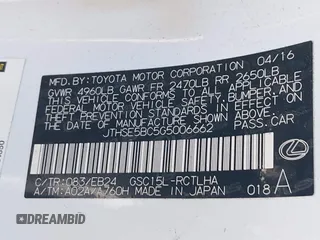 MFD. BY: TOYOTA MOTOR CORPORATION 04/16
GVWR 4960LB GAWR FR 2470LB RR 2650LB
THIS VEHICLE CONFORMS TO ALL APPLICABLE
FEDERAL MOTOR VEHICLE SAFETY, BUMPER, AND
THEFT PREVENTION STANDARDS IN EFFECT ON
THE DATE OF MANUFACTURE SHOWN ABOVE.
JTHSE5BC5G5006662 PASS-CAR
C/TR: 083/EB24 GSC15L-RCTLHA
A/TM: A02A/A760H MADE IN JAPAN 018 A
© CARBIDDB AND